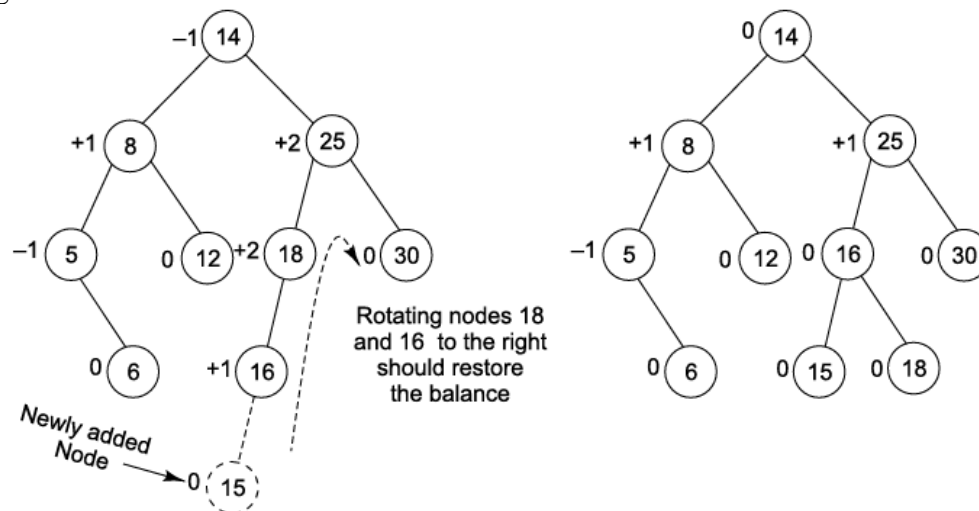 –1 14 0 14
+1 8 +2 25 +1 8 +1 25
–1 5 0 12 +2 18 0 30 –1 5 0 12 0 16 0 30
Rotating nodes 18
and 16 to the right
should restore
the balance
0 6 +1 16 0 6 0 15 0 18
Newly added
Node
0 15